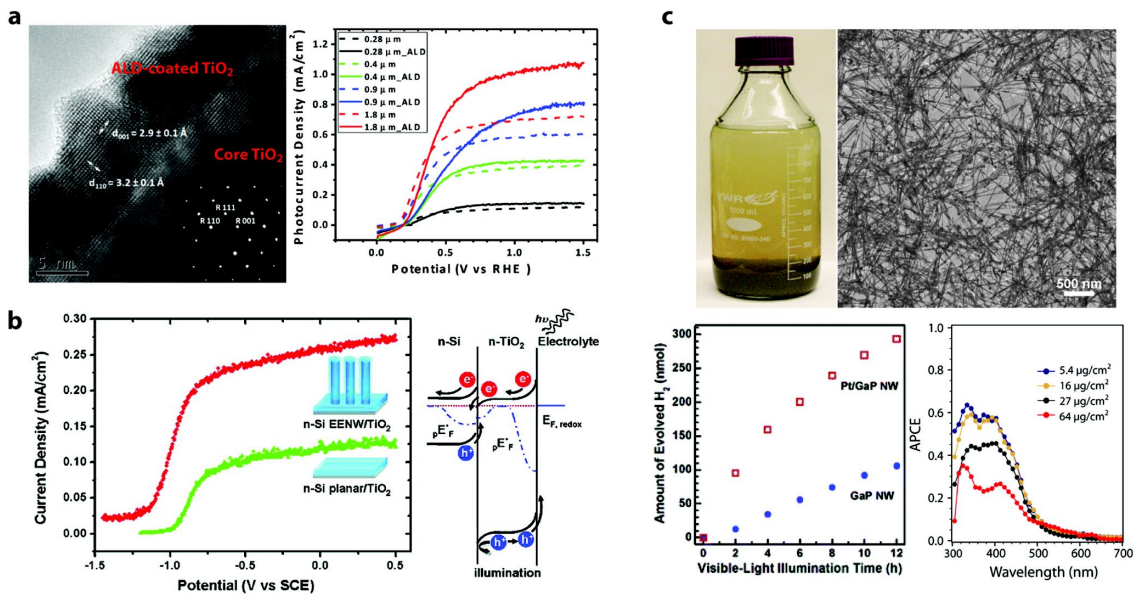 a
ALD-coated TiO2
d001 = 2.9 ± 0.1 Å
Core TiO2
d110 = 3.2 ± 0.1 Å
R 111
R 110
R 001
5 nm
Photocurrent Density (mA/cm2)
1.0
0.8
0.6
0.4
0.2
0.0
0.28 μm
0.28 μm_ALD
0.4 μm
0.4 μm_ALD
0.9 μm
0.9 μm_ALD
1.8 μm
1.8 μm_ALD
0.0 0.5 1.0 1.5
Potential (V vs RHE )
b
Current Density (mA/cm2)
0.30
0.25
0.20
0.15
0.10
0.05
0.00
n-Si EENW/TiO2
n-Si planar/TiO2
-1.5 -1.0 -0.5 0.0 0.5
Potential (V vs SCE)
hυ
n-Si n-TiO2 Electrolyte
e- e- e-
EF, redox
pE*F
pE*F
h+
h+ h+
illumination
c
VWR
1000 mL
500 nm
Amount of Evolved H2 (nmol)
300
250
200
150
100
50
0
Pt/GaP NW
GaP NW
0 2 4 6 8 10 12
Visible-Light Illumination Time (h)
APCE
1.0
0.8
0.6
0.4
0.2
0.0
5.4 μg/cm2
16 μg/cm2
27 μg/cm2
64 μg/cm2
300 400 500 600 700
Wavelength (nm)